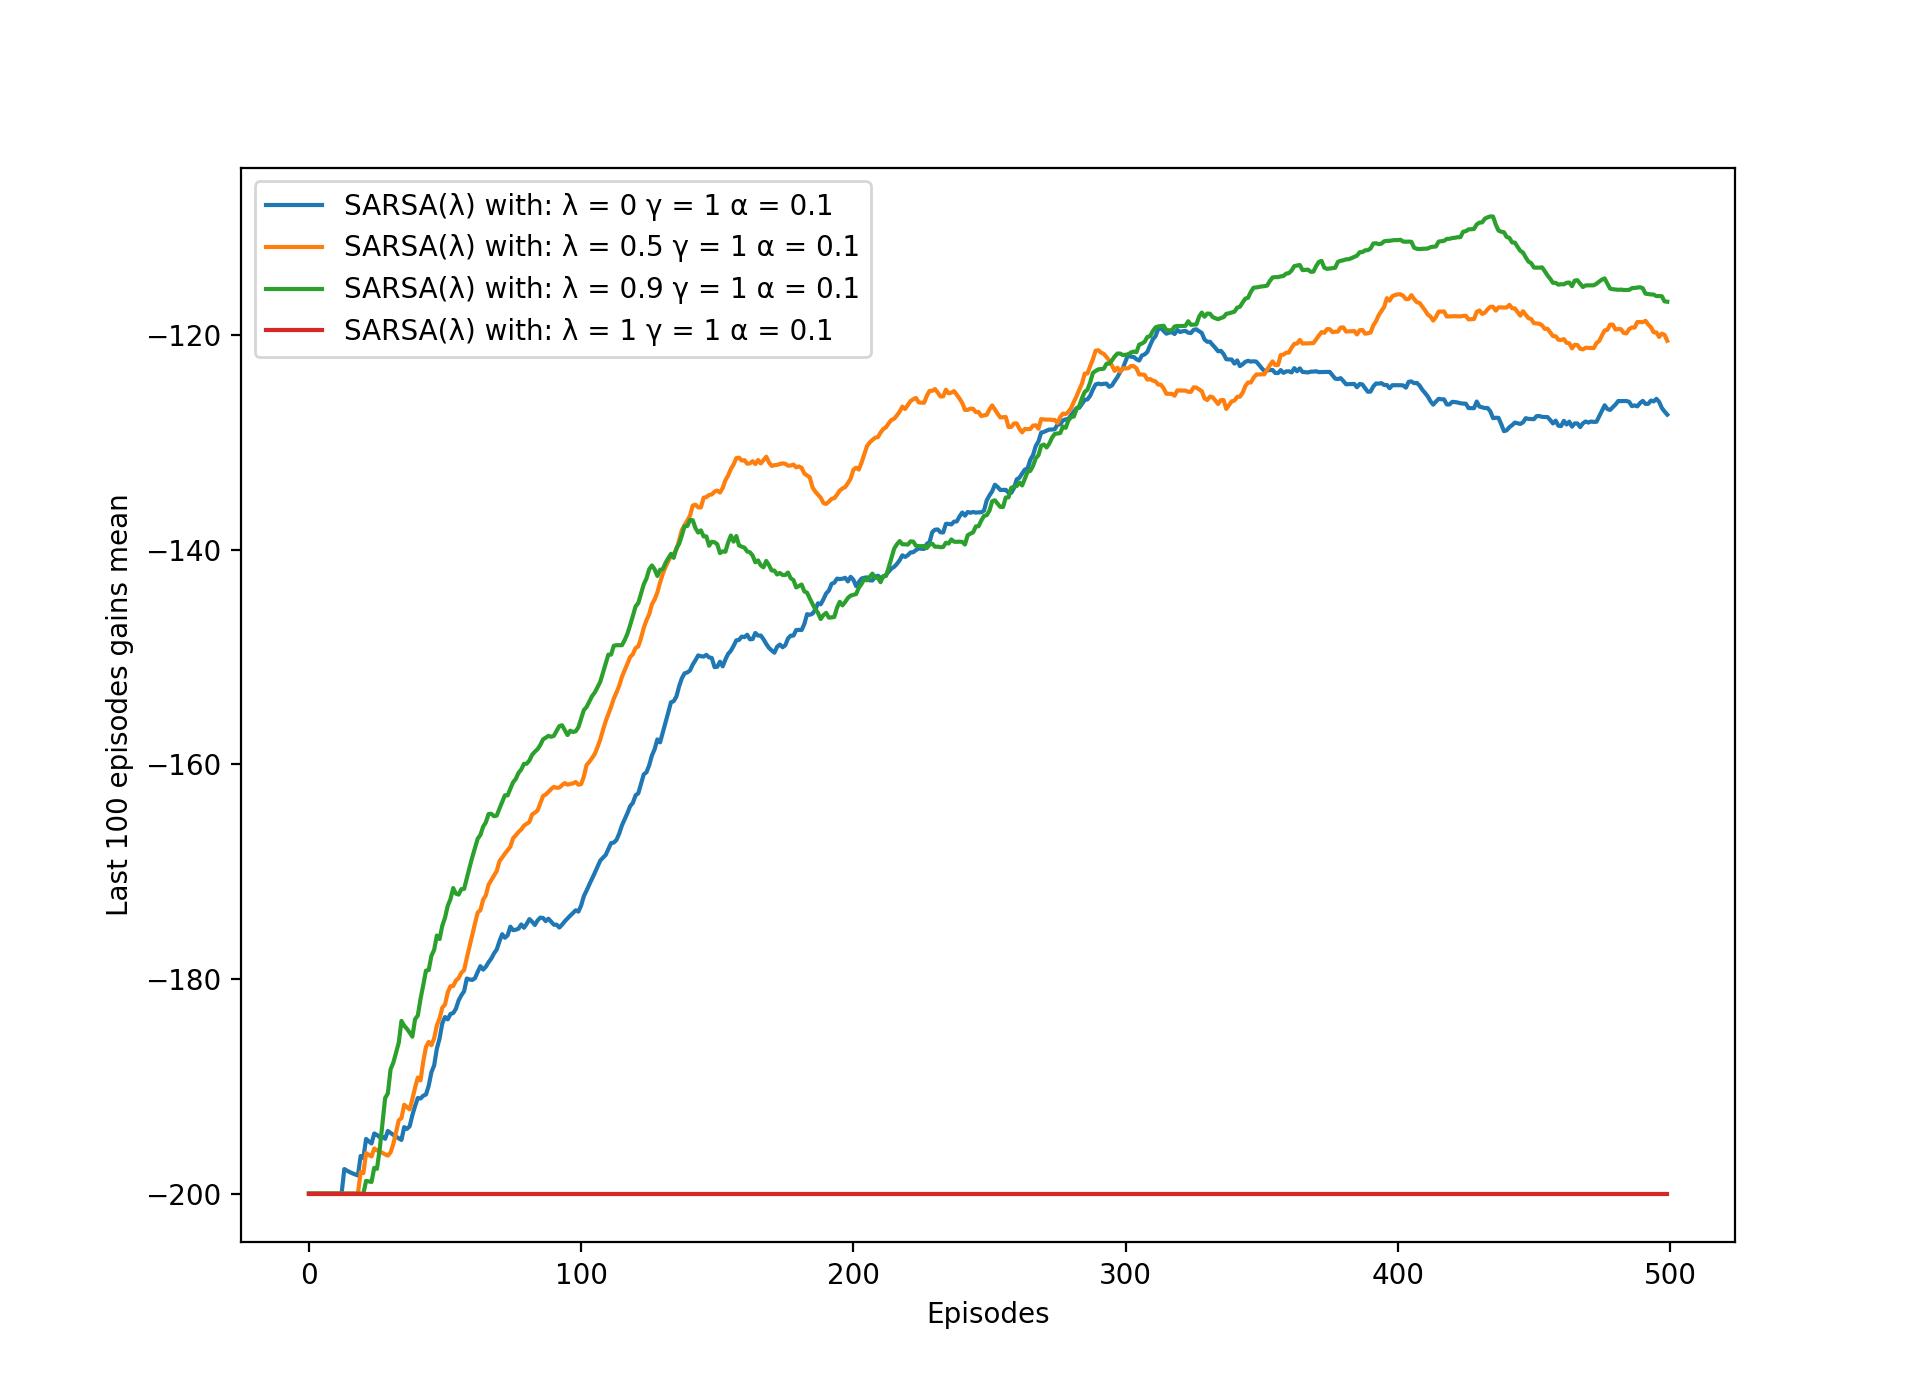 SARSA(λ) with: λ = 0 γ = 1 α = 0.1
SARSA(λ) with: λ = 0.5 γ = 1 α = 0.1
SARSA(λ) with: λ = 0.9 γ = 1 α = 0.1
SARSA(λ) with: λ = 1 γ = 1 α = 0.1
−120
−140
−160
−180
−200
Last 100 episodes gains mean
0 100 200 300 400 500
Episodes